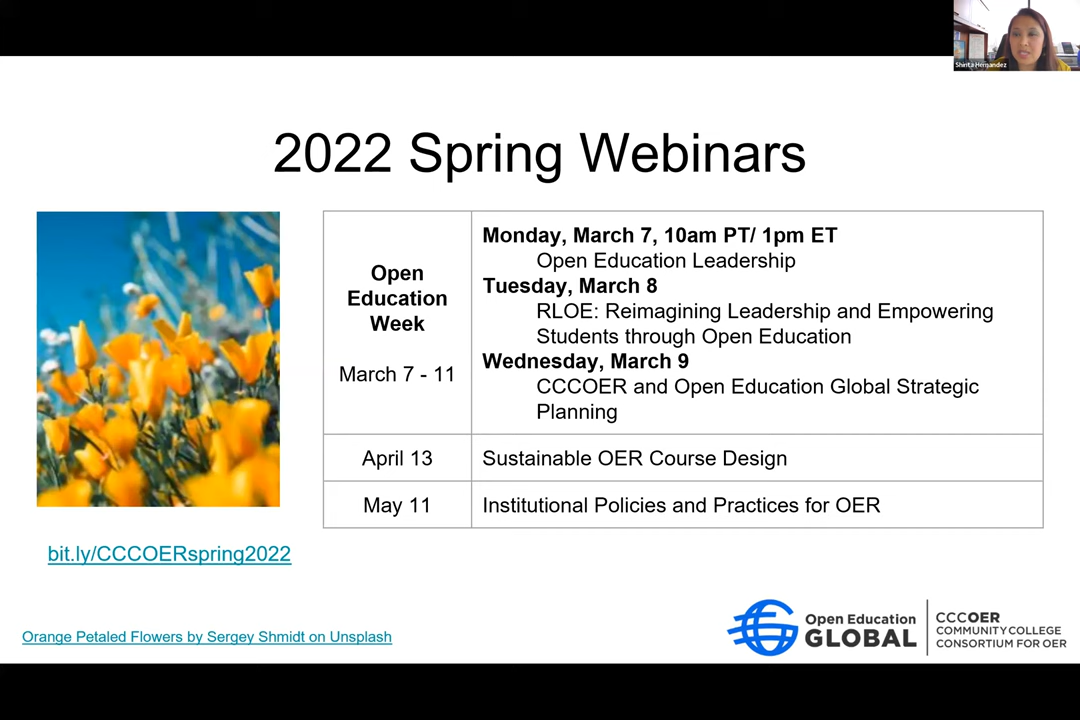 Shinta Hernandez
2022 Spring Webinars
Open
Education
Week
March 7 - 11
Monday, March 7, 10am PT/ 1pm ET
Open Education Leadership
Tuesday, March 8
RLOE: Reimagining Leadership and Empowering
Students through Open Education
Wednesday, March 9
CCCOER and Open Education Global Strategic
Planning
April 13
Sustainable OER Course Design
May 11
Institutional Policies and Practices for OER
bit.ly/CCCOERspring2022
Orange Petaled Flowers by Sergey Shmidt on Unsplash
Open Education
GLOBAL
CCCOER
COMMUNITY COLLEGE
CONSORTIUM FOR OER